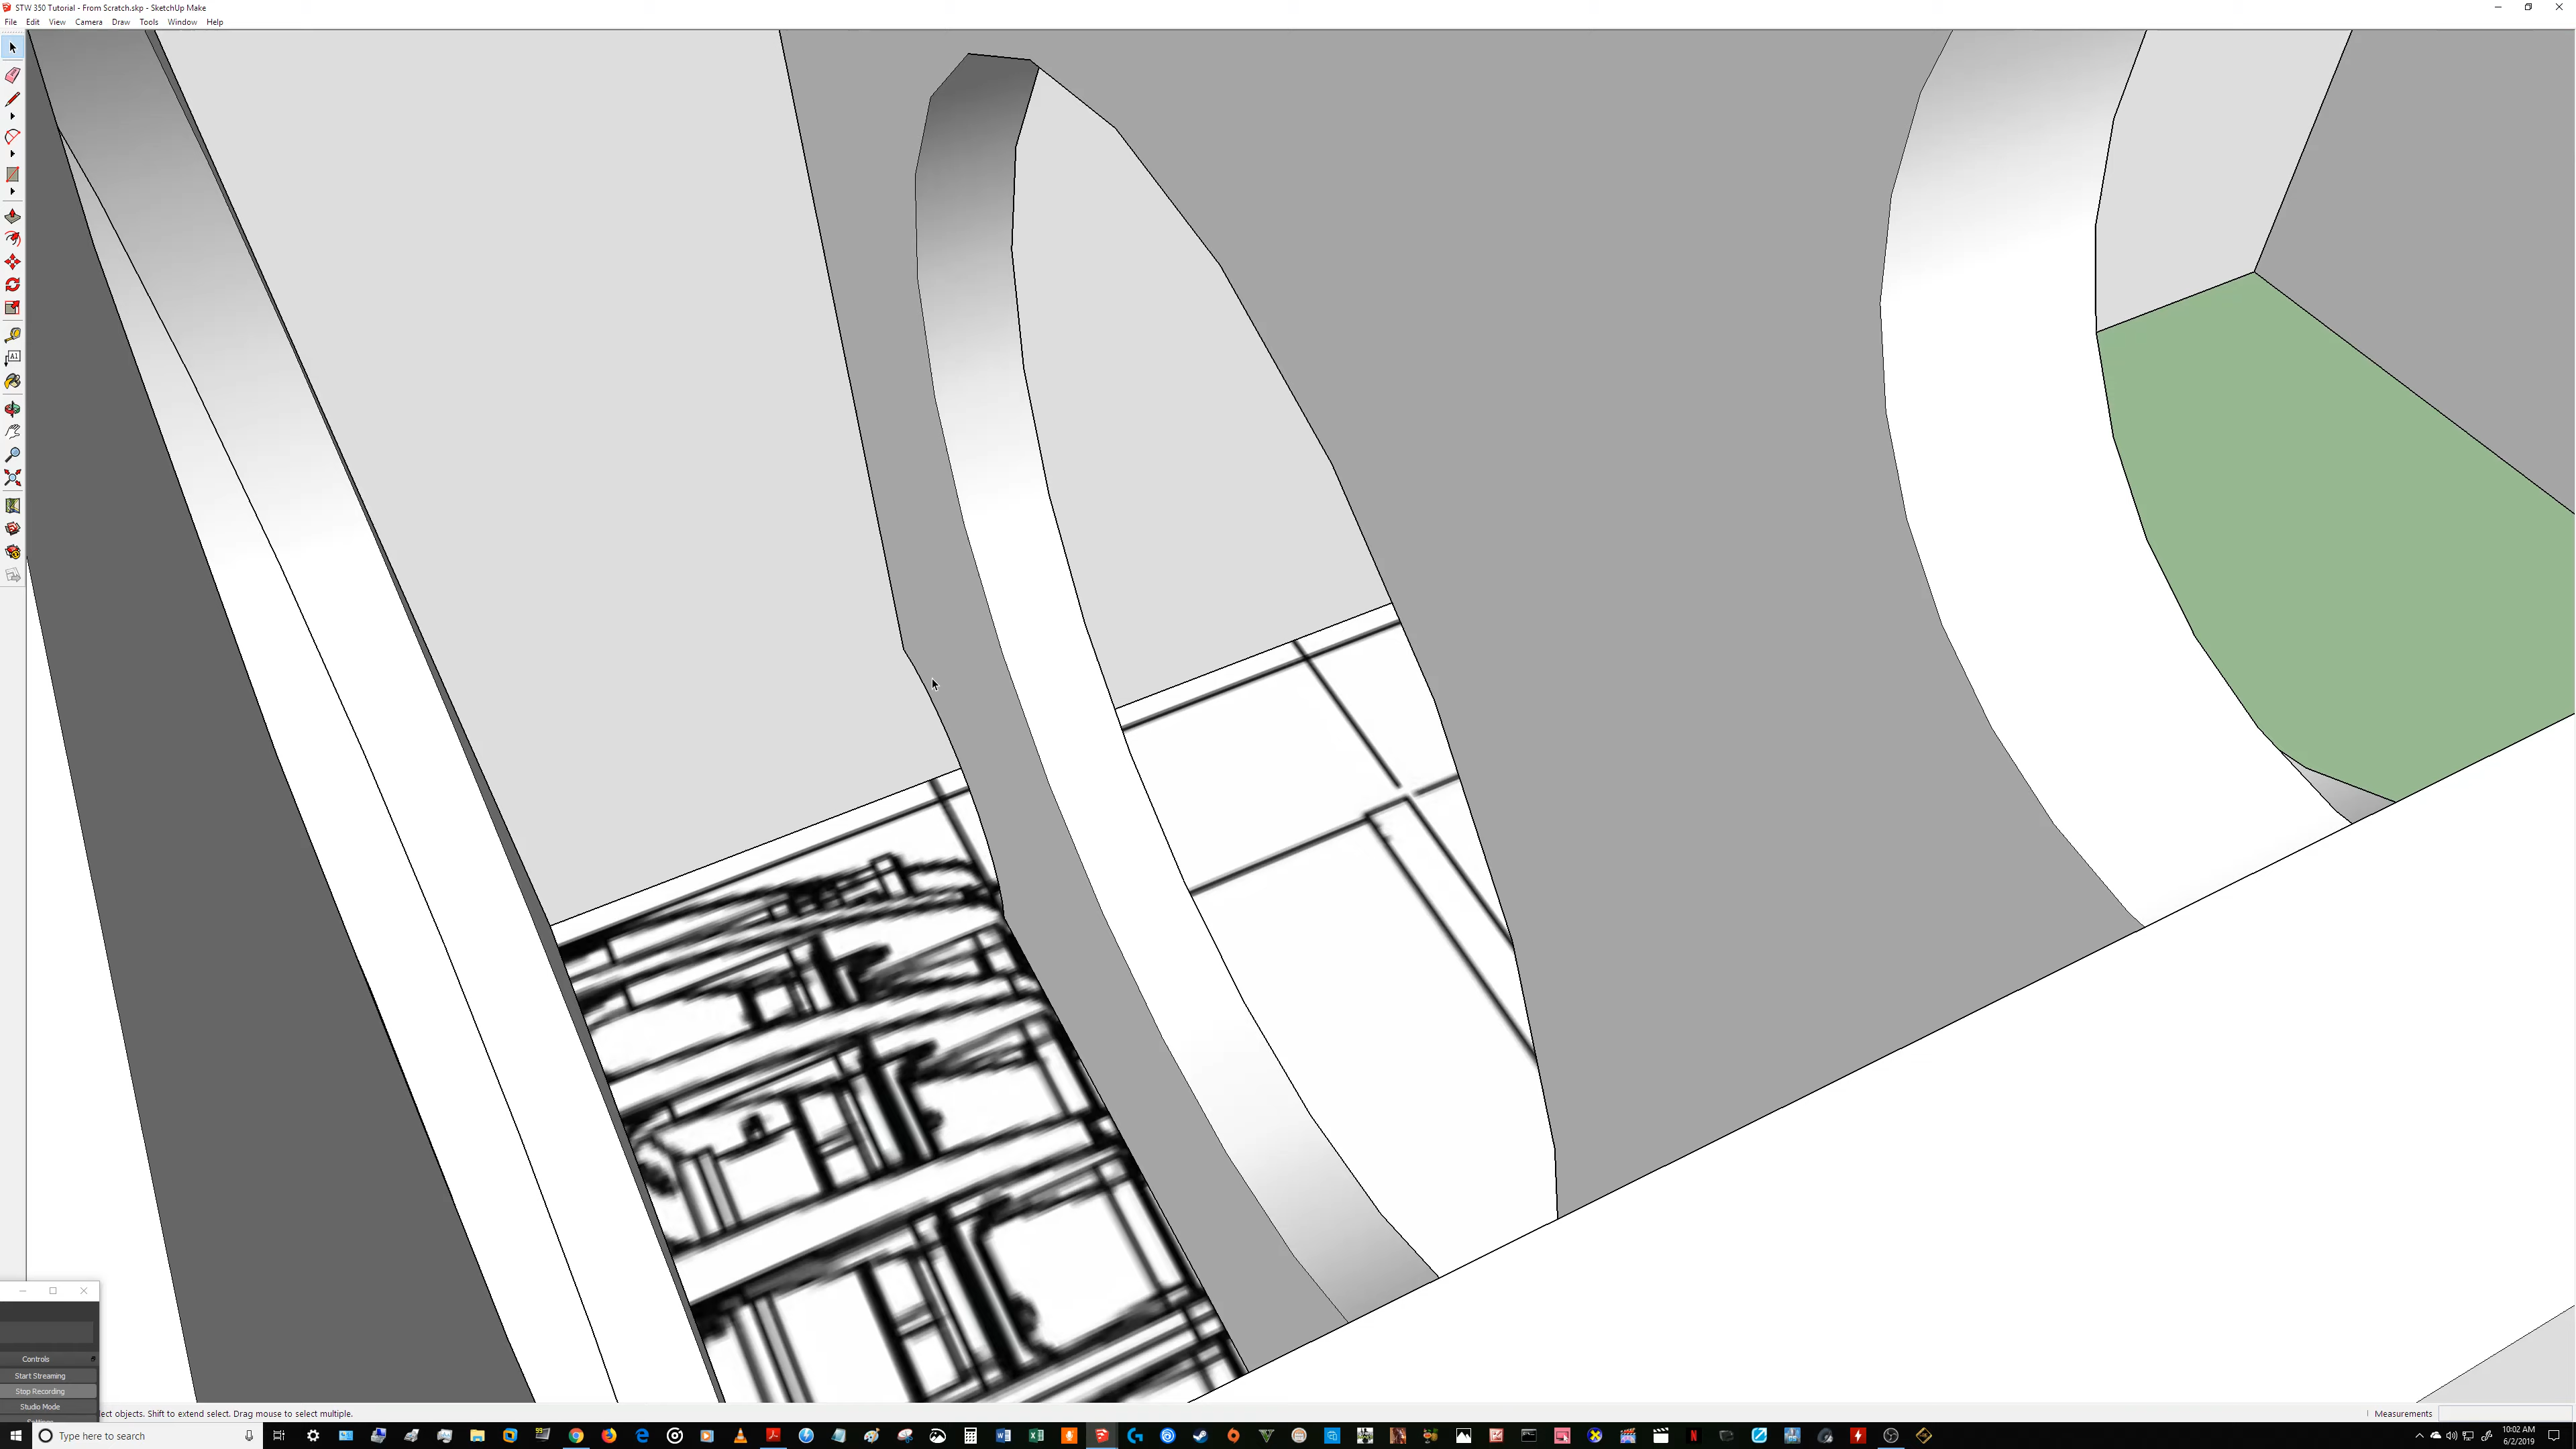 STW 350 Tutorial - From Scratch.skp - SketchUp Make
File Edit View Camera Draw Tools Window Help
A1
Controls
Start Streaming
Stop Recording
Studio Mode
ect objects. Shift to extend select. Drag mouse to select multiple.
Measurements
Type here to search
10:02 AM
6/2/2019